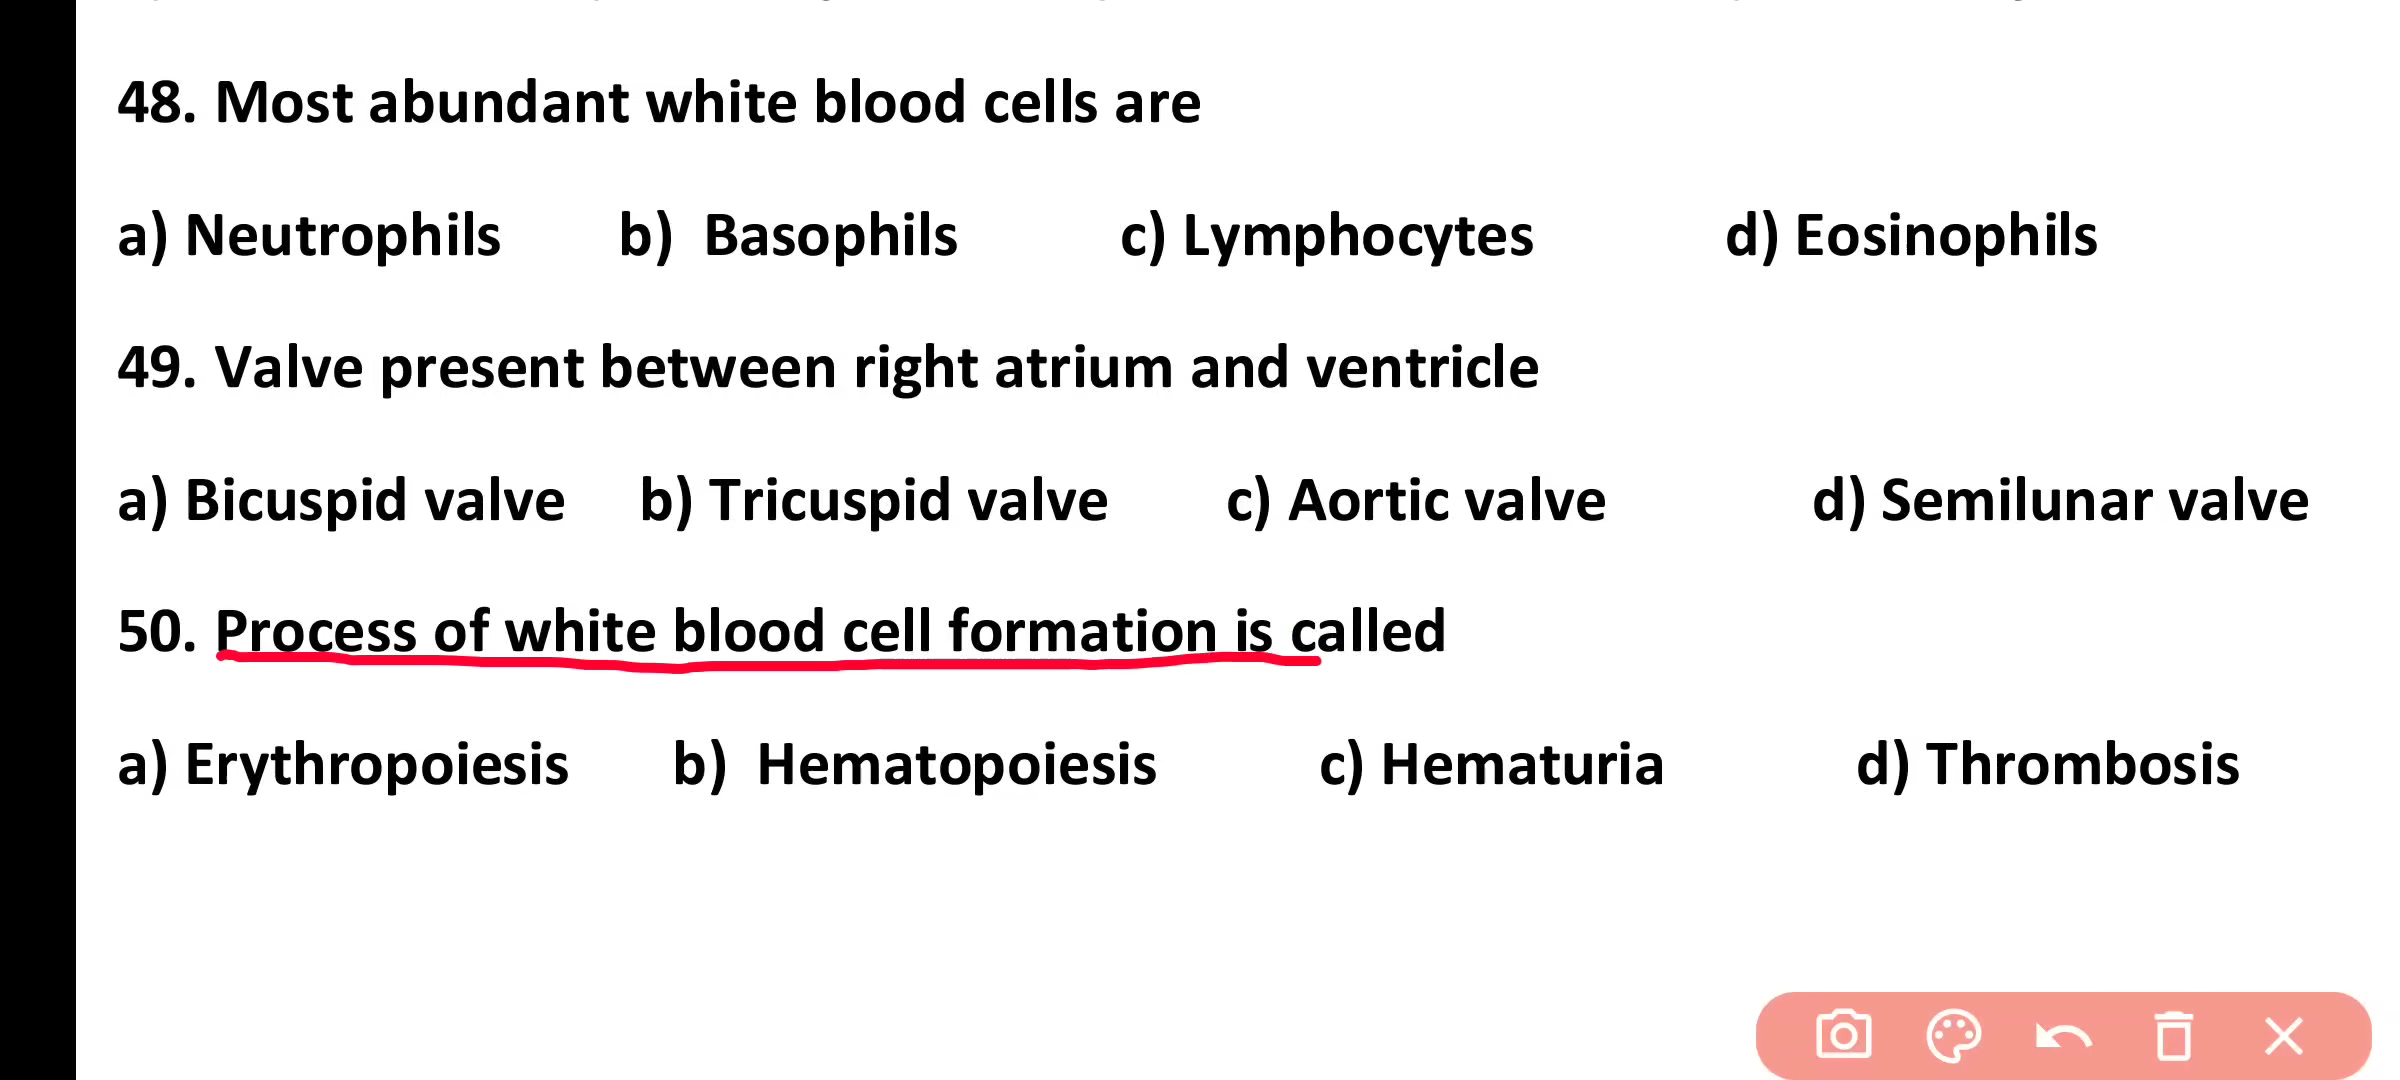 48. Most abundant white blood cells are
a) Neutrophils b) Basophils c) Lymphocytes d) Eosinophils
49. Valve present between right atrium and ventricle
a) Bicuspid valve b) Tricuspid valve c) Aortic valve d) Semilunar valve
50. Process of white blood cell formation is called
a) Erythropoiesis b) Hematopoiesis c) Hematuria d) Thrombosis